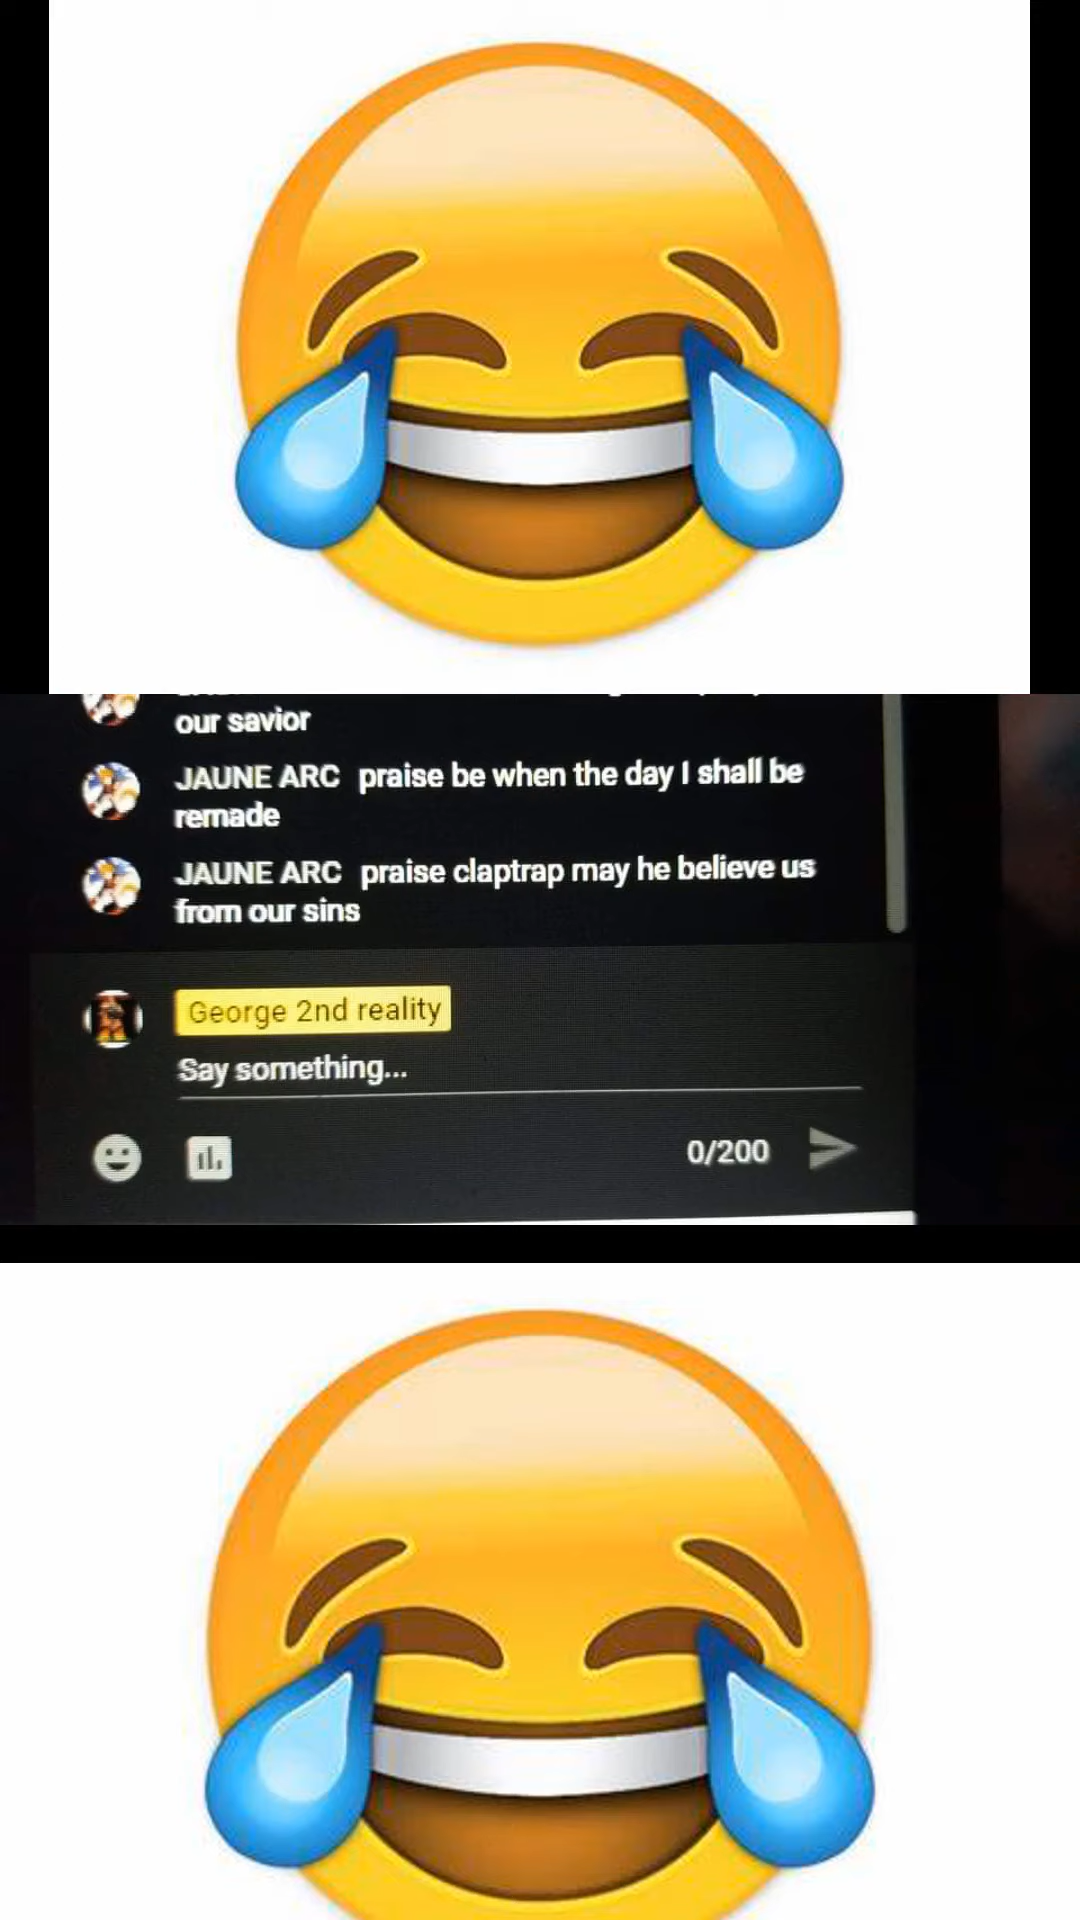 our savior
JAUNE ARC praise be when the day I shall be
remade
JAUNE ARC praise claptrap may he believe us
from our sins
George 2nd reality
Say something...
0/200